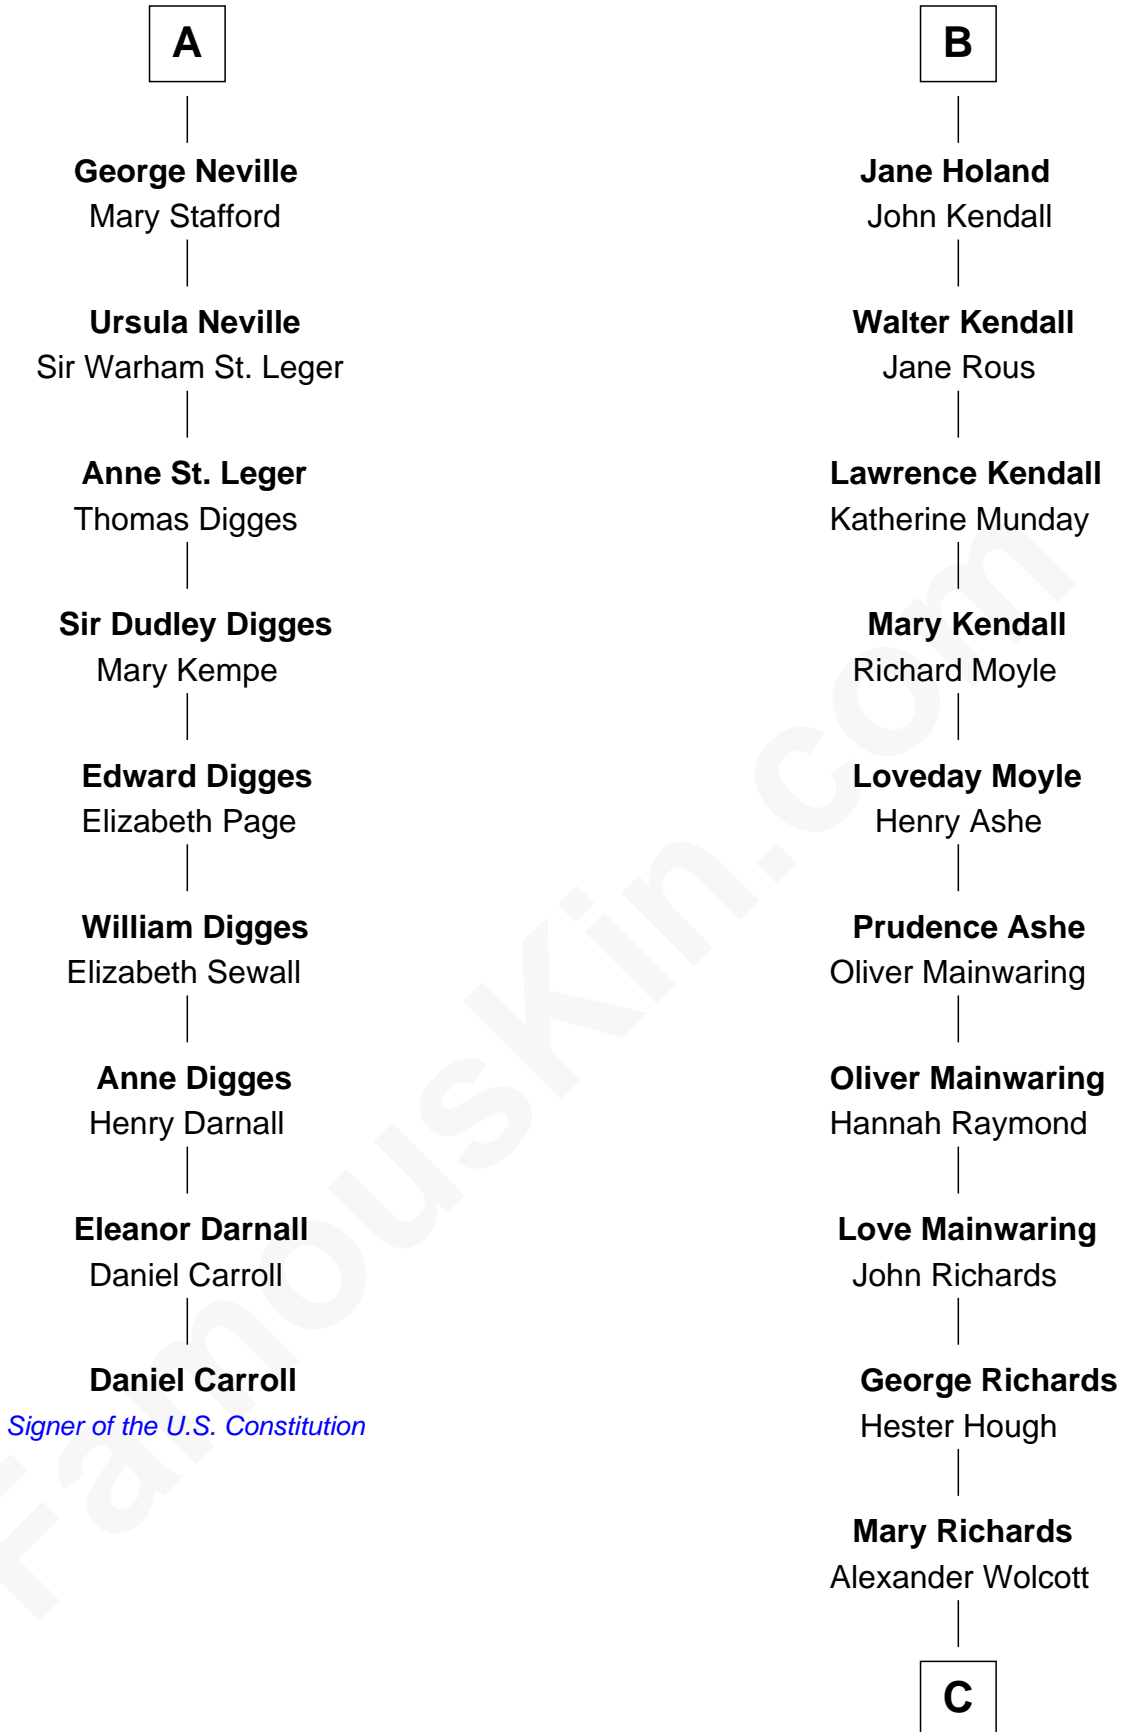 A
George Neville
Mary Stafford
Ursula Neville
Sir Warham St. Leger
Anne St. Leger
Thomas Digges
Sir Dudley Digges
Mary Kempe
Edward Digges
Elizabeth Page
William Digges
Elizabeth Sewall
Anne Digges
Henry Darnall
Eleanor Darnall
Daniel Carroll
Daniel Carroll
Signer of the U.S. Constitution
B
Jane Holand
John Kendall
Walter Kendall
Jane Rous
Lawrence Kendall
Katherine Munday
Mary Kendall
Richard Moyle
Loveday Moyle
Henry Ashe
Prudence Ashe
Oliver Mainwaring
Oliver Mainwaring
Hannah Raymond
Love Mainwaring
John Richards
George Richards
Hester Hough
Mary Richards
Alexander Wolcott
C
FamousKin.com